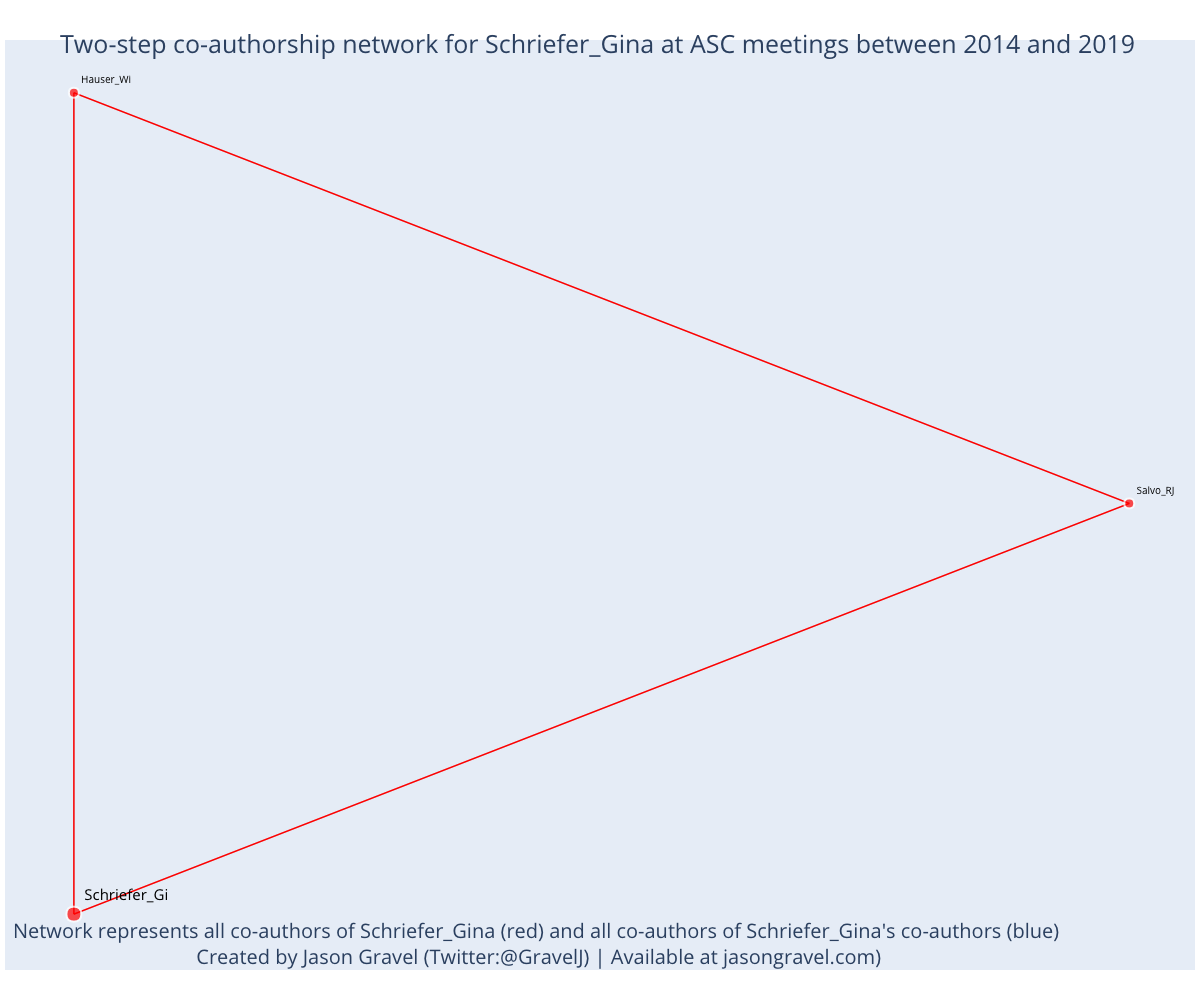 Two-step co-authorship network for Schriefer_Gina at ASC meetings between 2014 and 2019
Hauser_Wi
Salvo_RJ
Schriefer_Gi
Network represents all co-authors of Schriefer_Gina (red) and all co-authors of Schriefer_Gina's co-authors (blue)
Created by Jason Gravel (Twitter:@GravelJ) | Available at jasongravel.com)